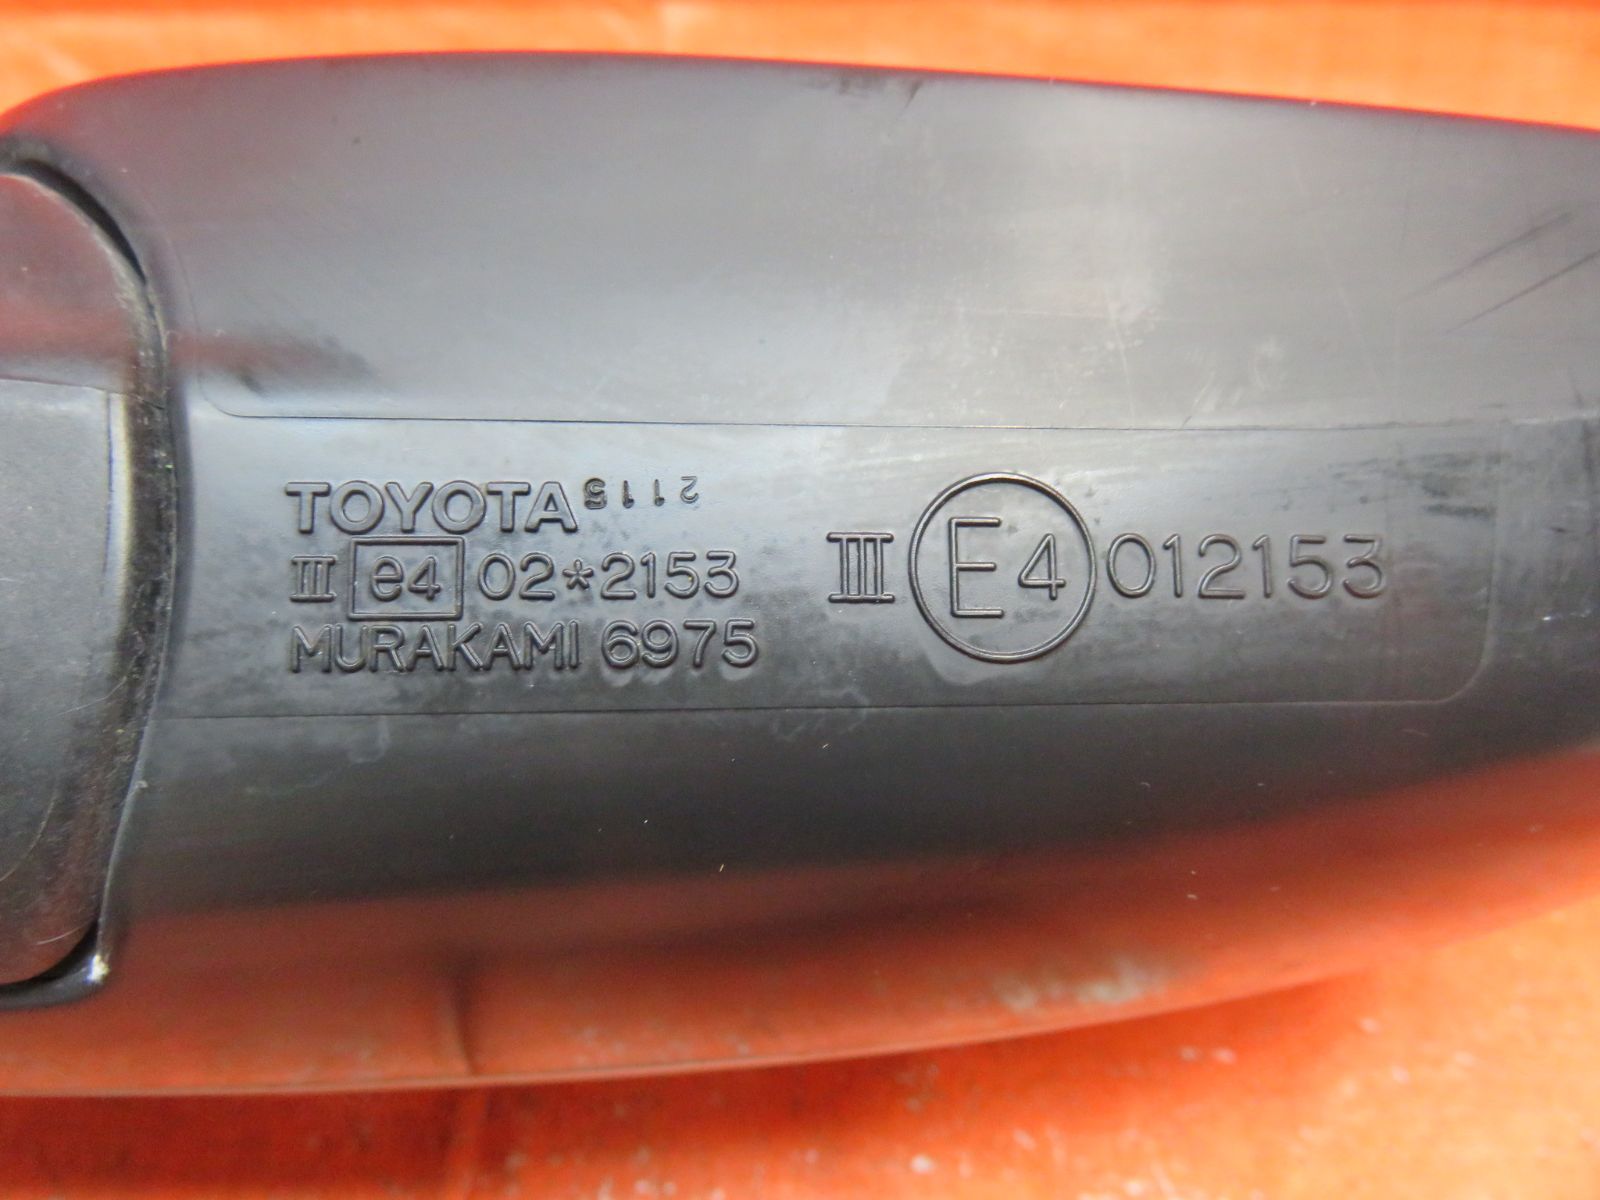 TOYOTA 2115
III e4 02*2153
MURAKAMI 6975
III E4 012153